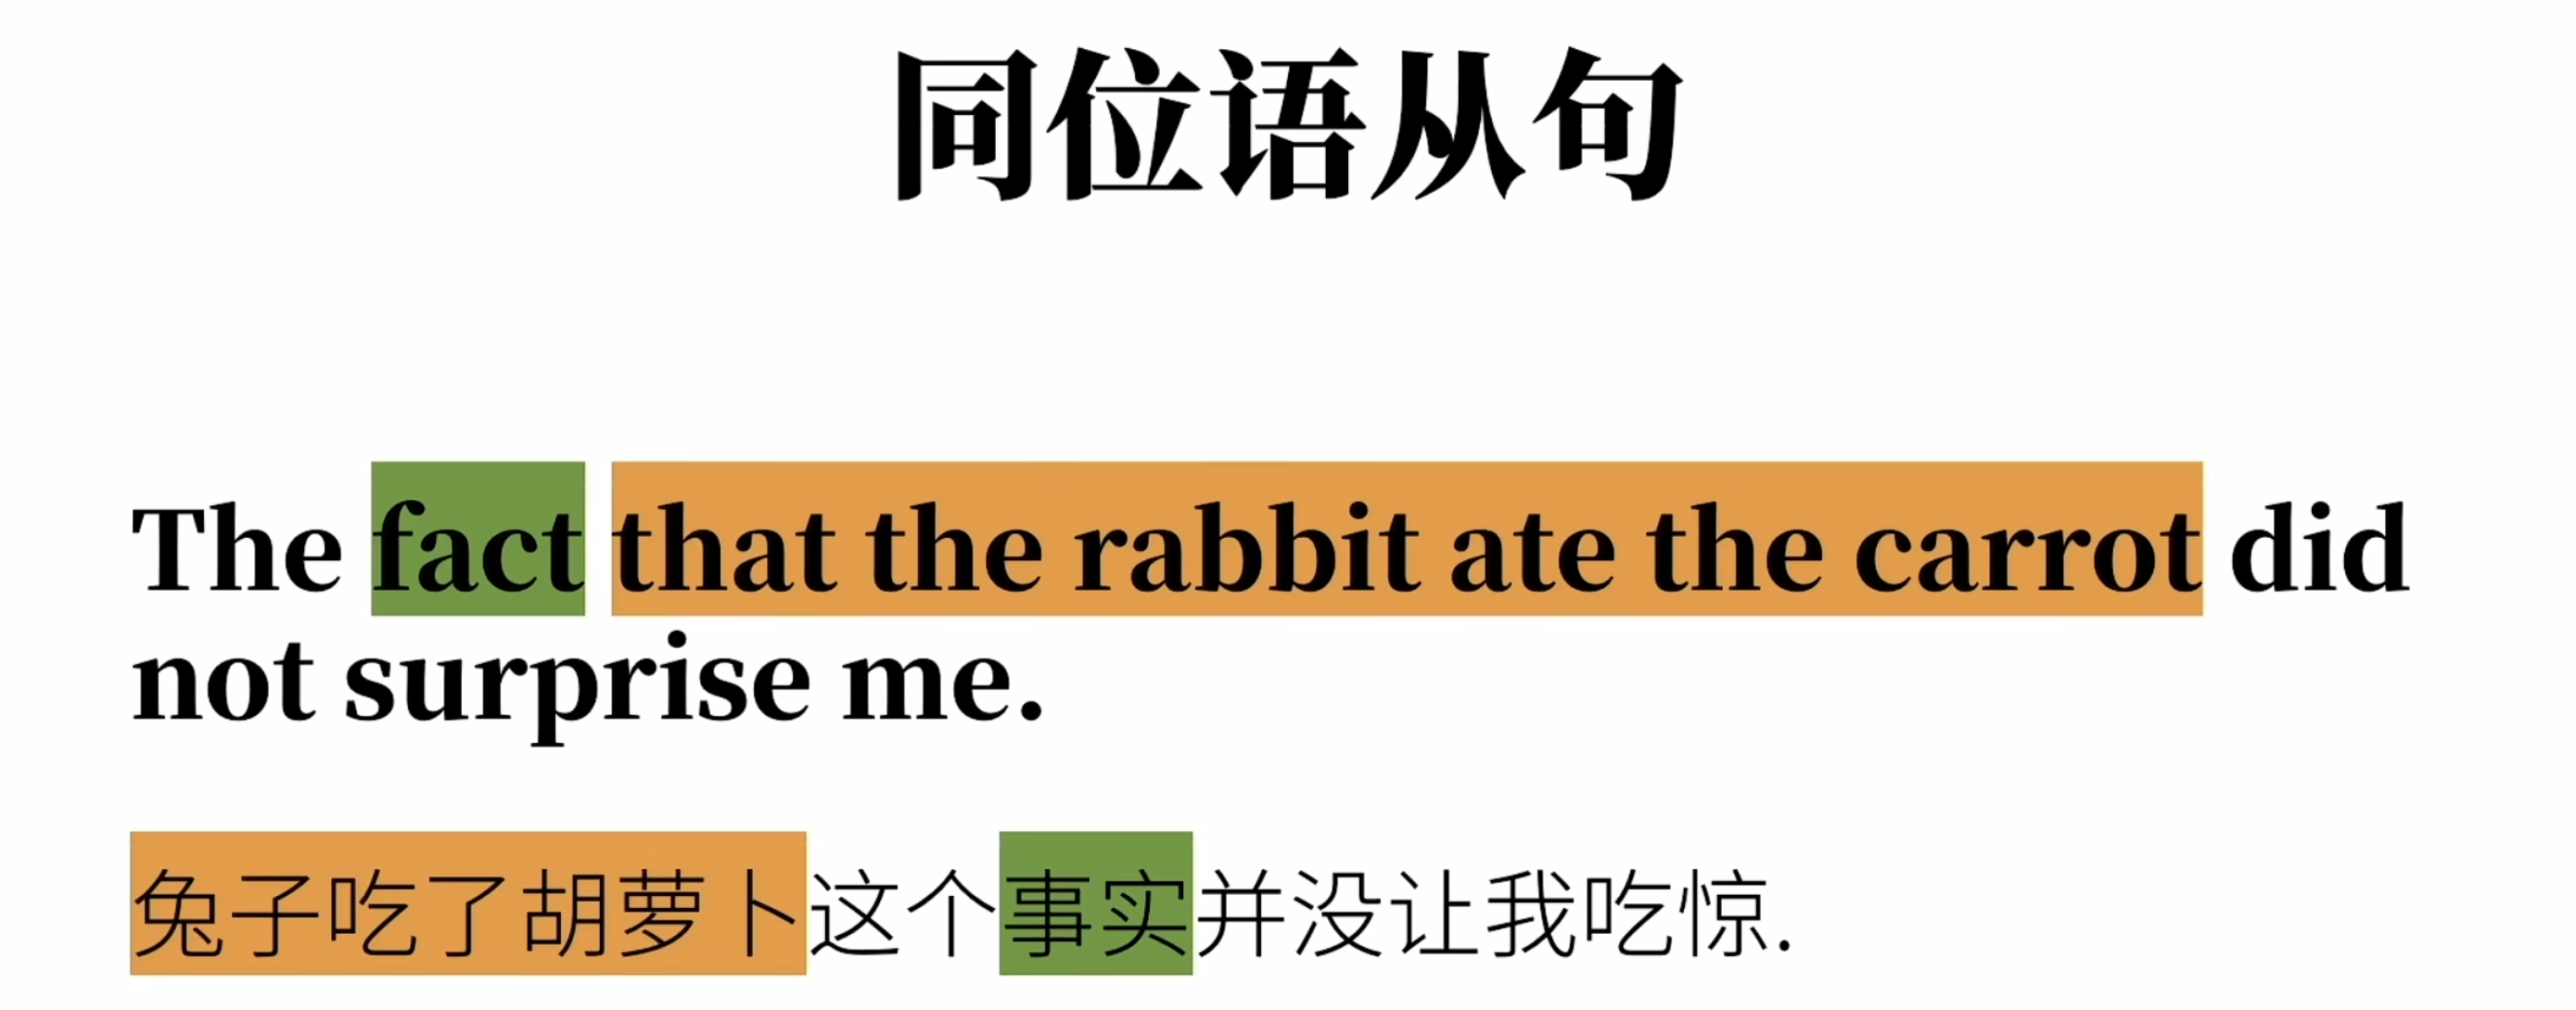 同位语从句
The fact that the rabbit ate the carrot did
not surprise me.
兔子吃了胡萝卜这个事实并没让我吃惊.